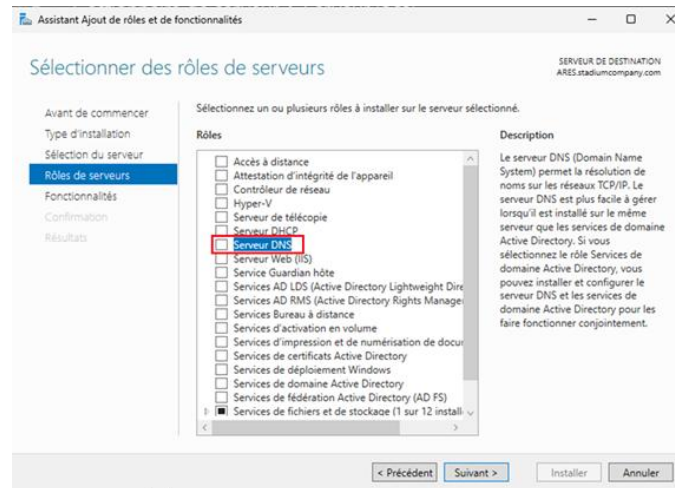 Assistant Ajout de rôles et de fonctionnalités
Sélectionner des rôles de serveurs
SERVEUR DE DESTINATION
ARES.stadiumcompany.com
Avant de commencer
Type d'installation
Sélection du serveur
Rôles de serveurs
Fonctionnalités
Confirmation
Résultats
Sélectionnez un ou plusieurs rôles à installer sur le serveur sélectionné.
Rôles
Accès à distance
Attestation d'intégrité de l'appareil
Contrôleur de réseau
Hyper-V
Serveur de télécopie
Serveur DHCP
Serveur DNS
Serveur Web (IIS)
Service Guardian hôte
Services AD LDS (Active Directory Lightweight Dire
Services AD RMS (Active Directory Rights Manage
Services Bureau à distance
Services d'activation en volume
Services d'impression et de numérisation de docu
Services de certificats Active Directory
Services de déploiement Windows
Services de domaine Active Directory
Services de fédération Active Directory (AD FS)
Services de fichiers et de stockage (1 sur 12 install
Description
Le serveur DNS (Domain Name
System) permet la résolution de
noms sur les réseaux TCP/IP. Le
serveur DNS est plus facile à gérer
lorsqu'il est installé sur le même
serveur que les services de domaine
Active Directory. Si vous
sélectionnez le rôle Services de
domaine Active Directory, vous
pouvez installer et configurer le
serveur DNS et les services de
domaine Active Directory pour les
faire fonctionner conjointement.
< Précédent
Suivant >
Installer
Annuler